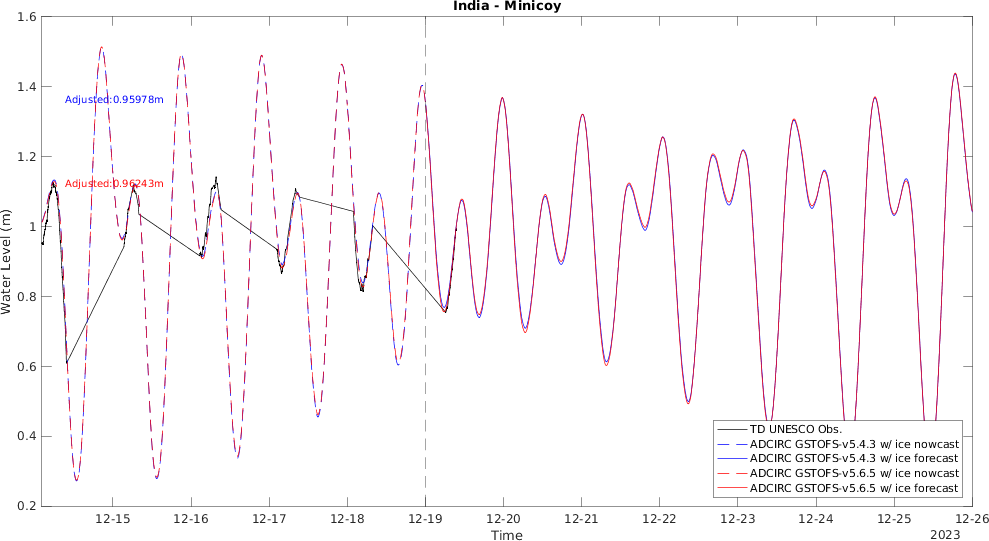 India - Minicoy
1.6
1.4
1.2
1
0.8
0.6
0.4
0.2
Water Level (m)
Adjusted:0.95978m
Adjusted:0.96243m
TD UNESCO Obs.
ADCIRC GSTOFS-v5.4.3 w/ ice nowcast
ADCIRC GSTOFS-v5.4.3 w/ ice forecast
ADCIRC GSTOFS-v5.6.5 w/ ice nowcast
ADCIRC GSTOFS-v5.6.5 w/ ice forecast
12-15 12-16 12-17 12-18 12-19 12-20 12-21 12-22 12-23 12-24 12-25 12-26
Time
2023